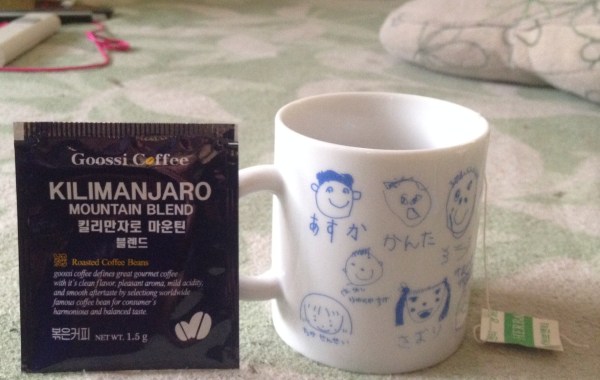 Goossi Coffee
KILIMANJARO
MOUNTAIN BLEND
킬리만자로 마운틴
블렌드
Roasted Coffee Beans
goossi coffee defines great gourmet coffee
with it's clean flavor, pleasant aroma, mild acidity,
and smooth aftertaste by selectiong worldwide
famous coffee bean for consumer's
harmonious and balanced taste.
볶은커피 NET WT. 1.5 g
あすか
かんた
さおり
HERB